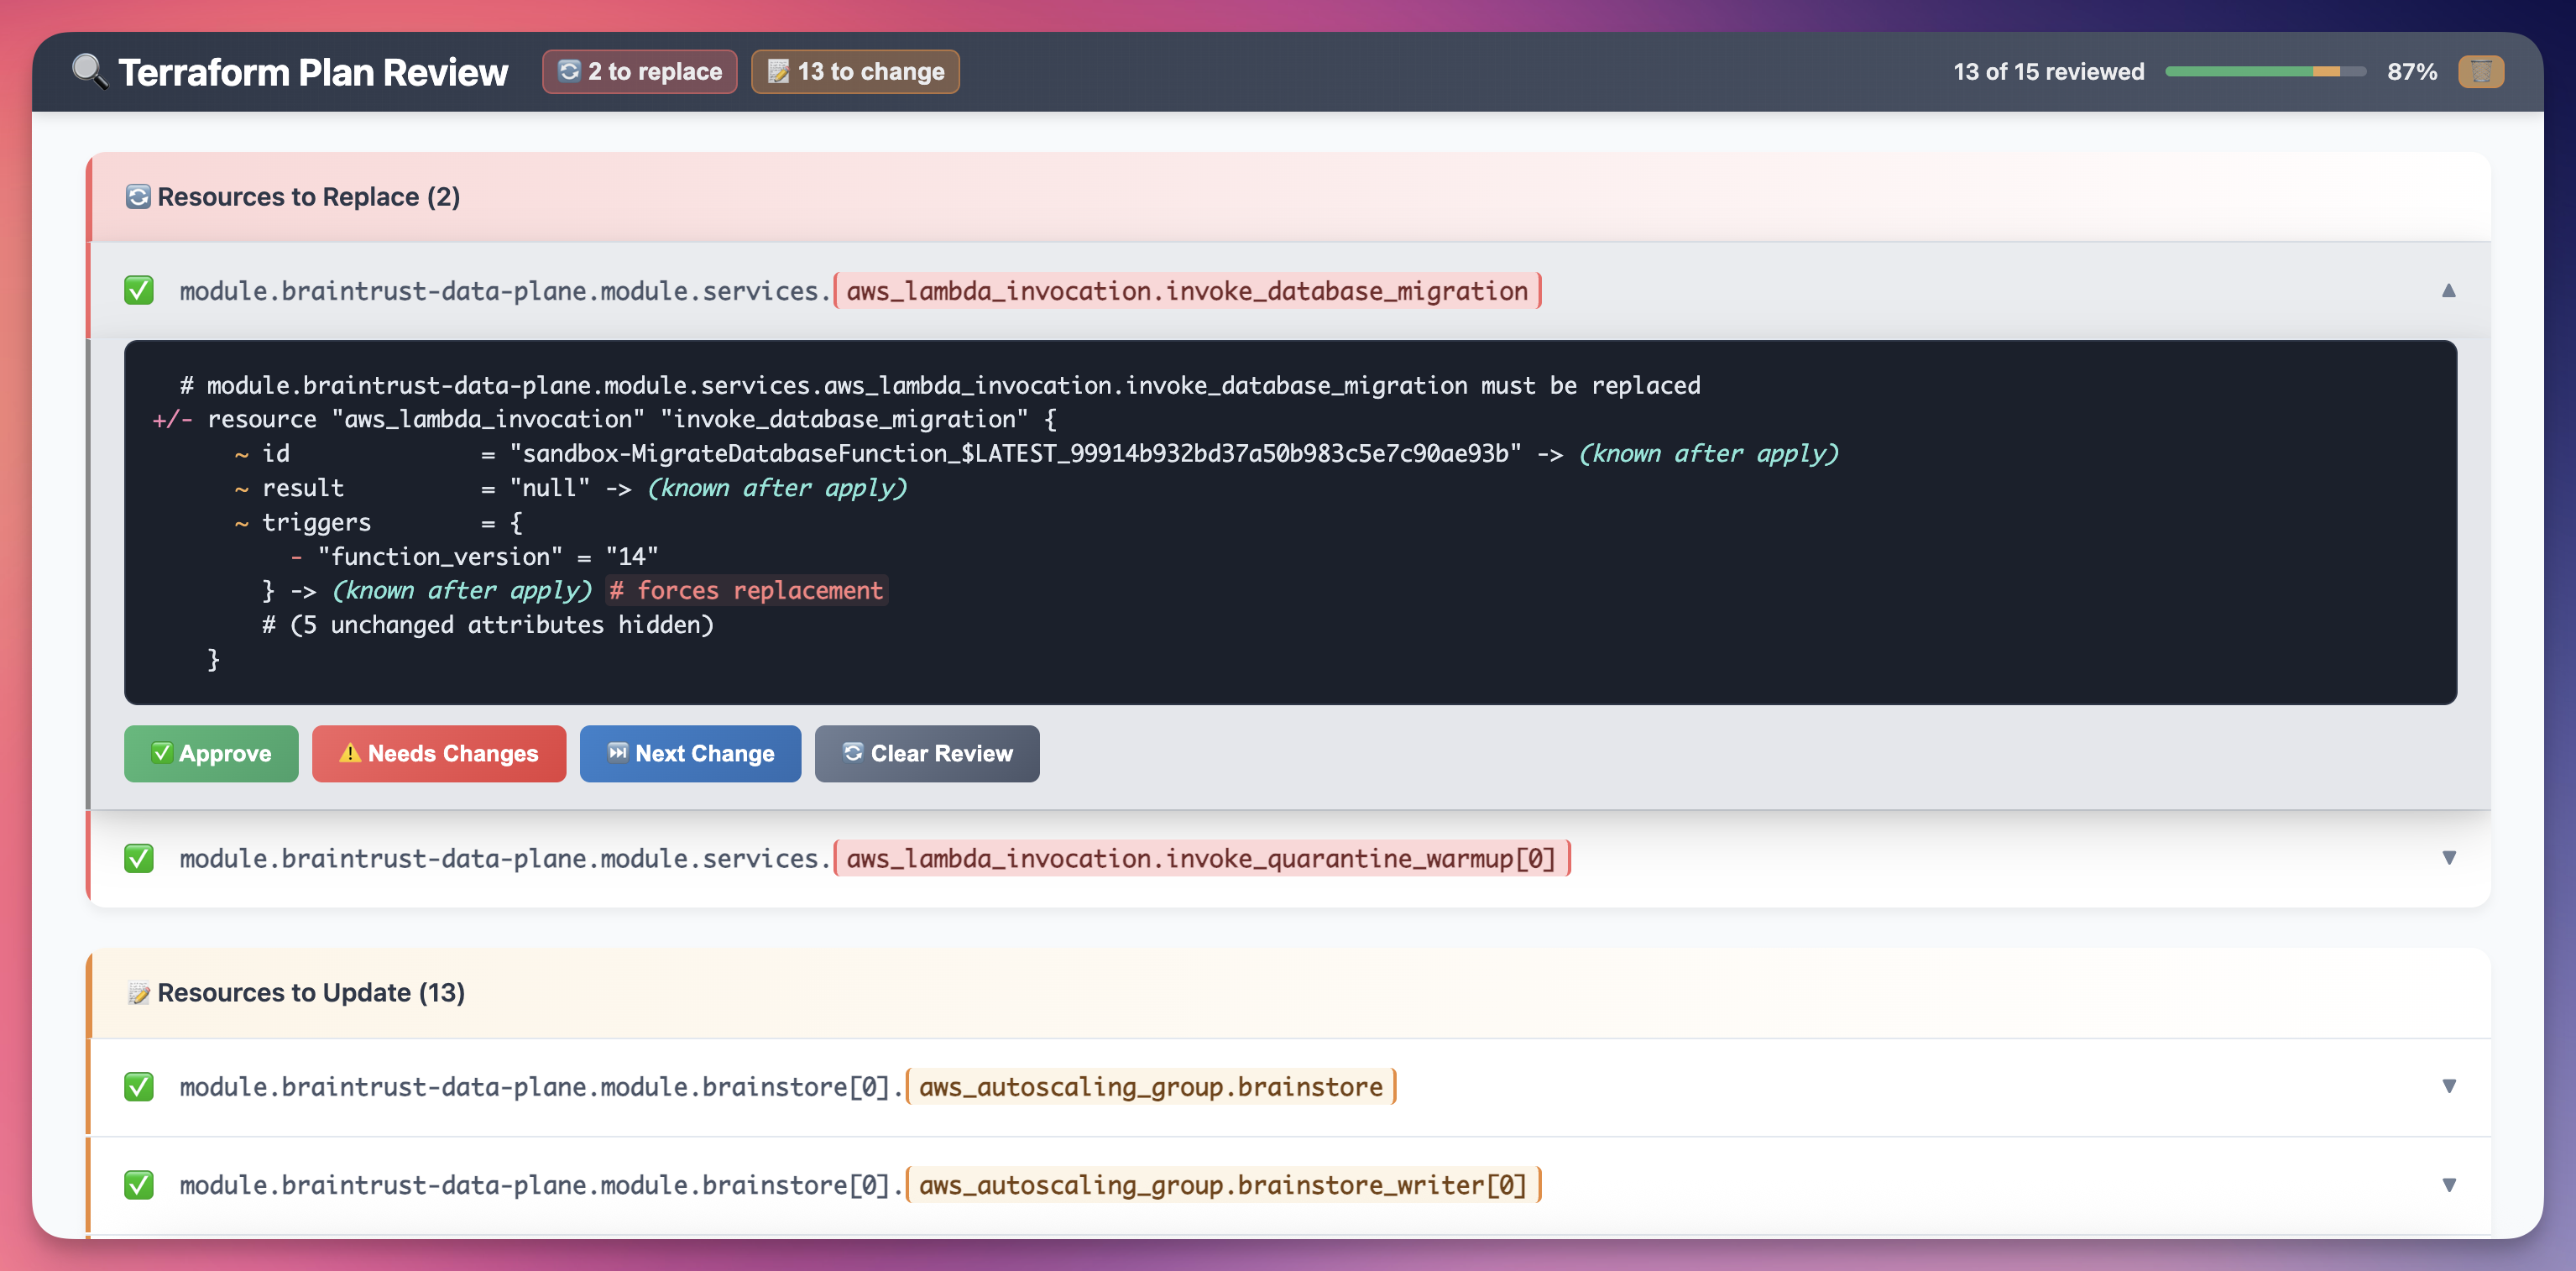 Terraform Plan Review 2 to replace 13 to change 13 of 15 reviewed 87%
Resources to Replace (2)
module.braintrust-data-plane.module.services.aws_lambda_invocation.invoke_database_migration
# module.braintrust-data-plane.module.services.aws_lambda_invocation.invoke_database_migration must be replaced
+/- resource "aws_lambda_invocation" "invoke_database_migration" {
~ id = "sandbox-MigrateDatabaseFunction_$LATEST_99914b932bd37a50b983c5e7c90ae93b" -> (known after apply)
~ result = "null" -> (known after apply)
~ triggers = {
- "function_version" = "14"
} -> (known after apply) # forces replacement
# (5 unchanged attributes hidden)
}
Approve Needs Changes Next Change Clear Review
module.braintrust-data-plane.module.services.aws_lambda_invocation.invoke_quarantine_warmup[0]
Resources to Update (13)
module.braintrust-data-plane.module.brainstore[0].aws_autoscaling_group.brainstore
module.braintrust-data-plane.module.brainstore[0].aws_autoscaling_group.brainstore_writer[0]